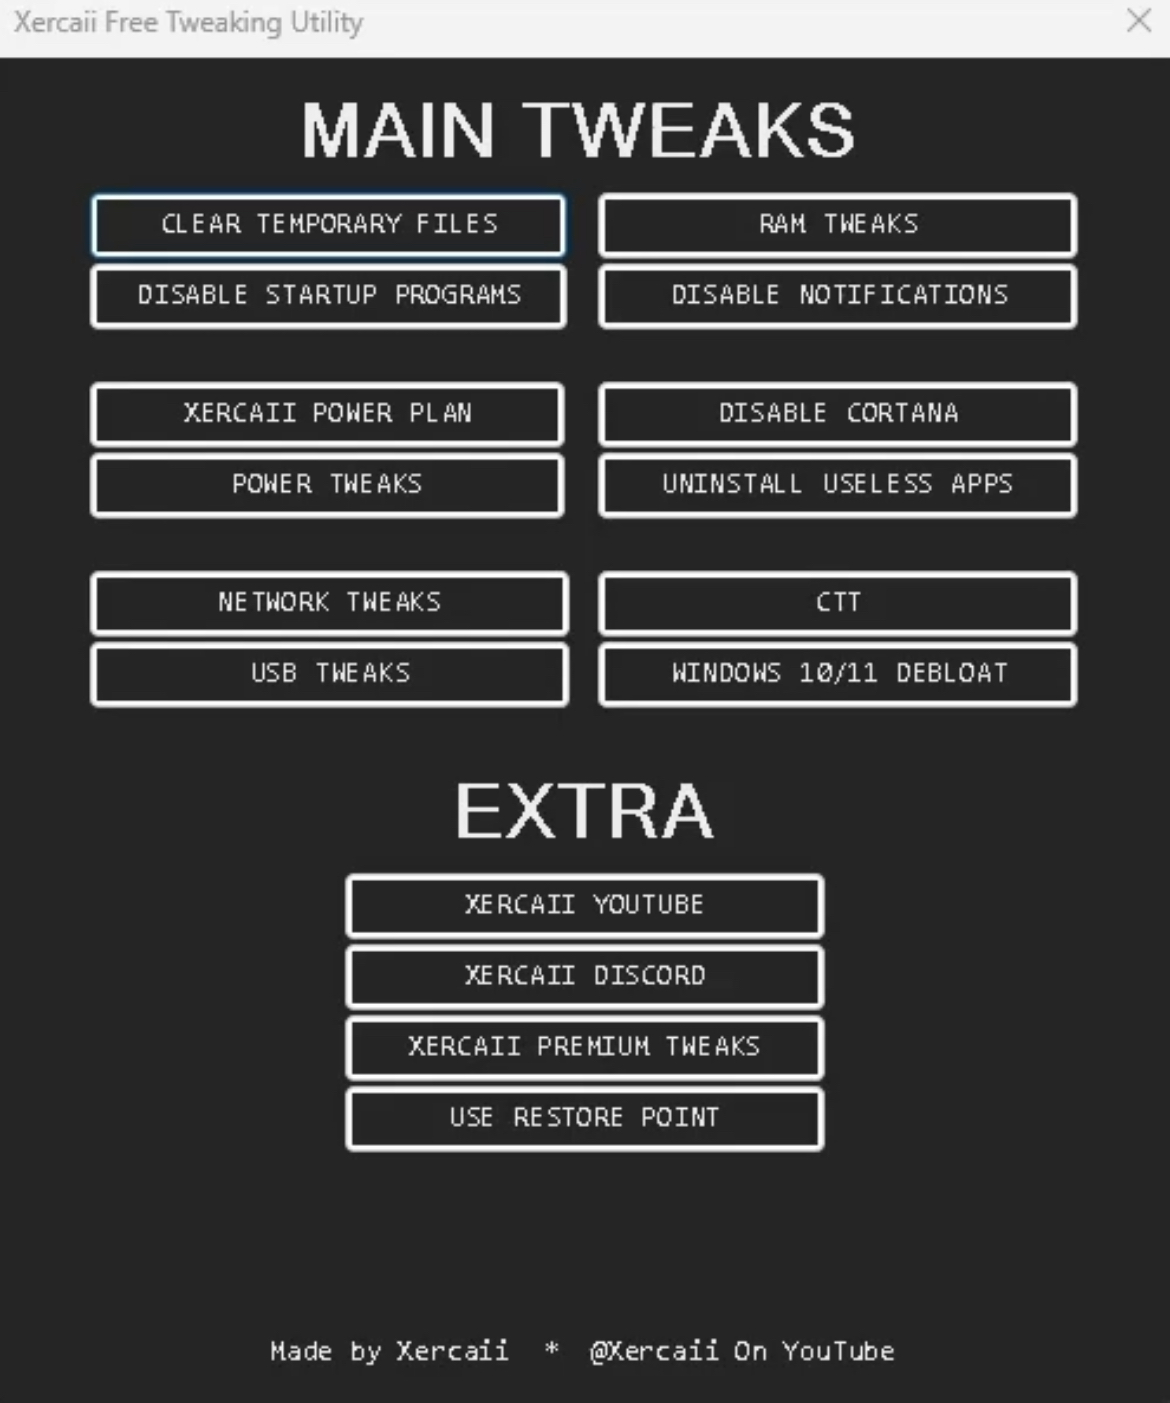 Xercaii Free Tweaking Utility
MAIN TWEAKS
CLEAR TEMPORARY FILES
RAM TWEAKS
DISABLE STARTUP PROGRAMS
DISABLE NOTIFICATIONS
XERCAII POWER PLAN
DISABLE CORTANA
POWER TWEAKS
UNINSTALL USELESS APPS
NETWORK TWEAKS
CTT
USB TWEAKS
WINDOWS 10/11 DEBLOAT
EXTRA
XERCAII YOUTUBE
XERCAII DISCORD
XERCAII PREMIUM TWEAKS
USE RESTORE POINT
Made by Xercaii * @Xercaii On YouTube